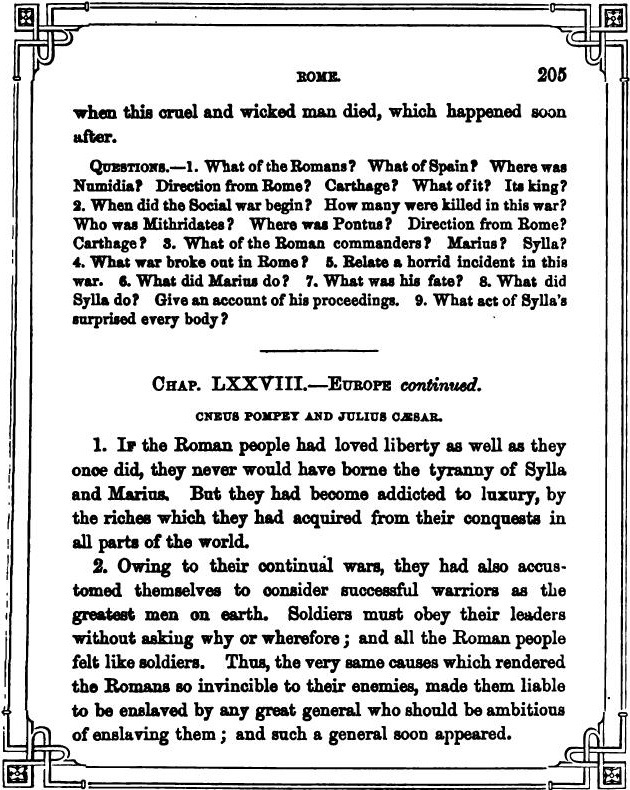 ROME. 205
when this cruel and wicked man died, which happened soon
after.
QUESTIONS.—1. What of the Romans? What of Spain? Where was
Numidia? Direction from Rome? Carthage? What of it? Its king?
2. When did the Social war begin? How many were killed in this war?
Who was Mithridates? Where was Pontus? Direction from Rome?
Carthage? 3. What of the Roman commanders? Marius? Sylla?
4. What war broke out in Rome? 5. Relate a horrid incident in this
war. 6. What did Marius do? 7. What was his fate? 8. What did
Sylla do? Give an account of his proceedings. 9. What act of Sylla's
surprised every body?
CHAP. LXXVIII.—EUROPE continued.
CNEUS POMPEY AND JULIUS CÆSAR.
1. IF the Roman people had loved liberty as well as they
once did, they never would have borne the tyranny of Sylla
and Marius. But they had become addicted to luxury, by
the riches which they had acquired from their conquests in
all parts of the world.
2. Owing to their continual wars, they had also accus-
tomed themselves to consider successful warriors as the
greatest men on earth. Soldiers must obey their leaders
without asking why or wherefore; and all the Roman people
felt like soldiers. Thus, the very same causes which rendered
the Romans so invincible to their enemies, made them liable
to be enslaved by any great general who should be ambitious
of enslaving them; and such a general soon appeared.